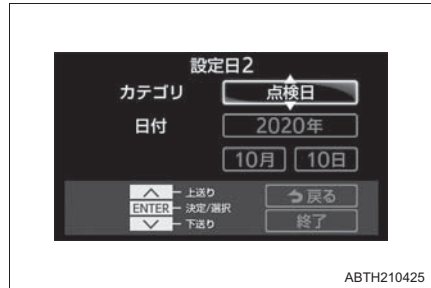 設定日2
カテゴリ 点検日
日付 2020年
10月 10日
上送り
ENTER 決定/選択
下送り
戻る
終了
ABTH210425